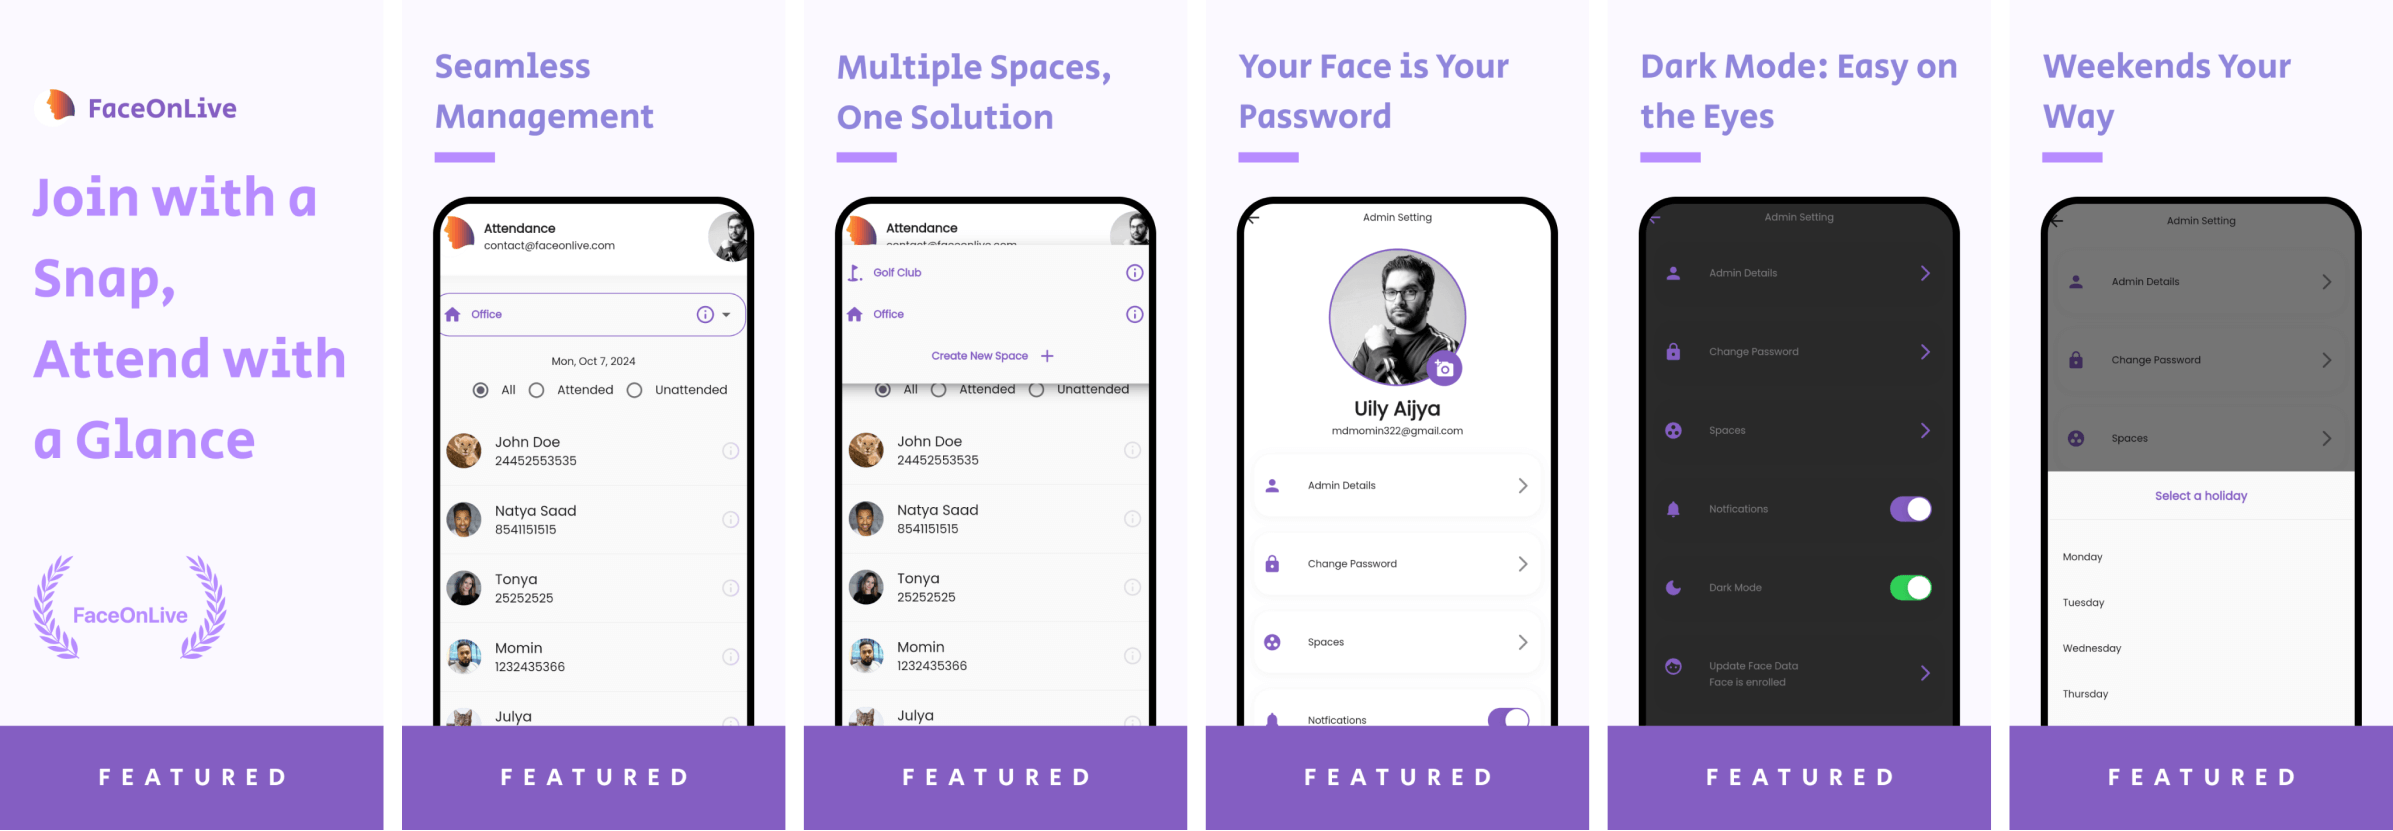 FaceOnLive
Join with a
Snap,
Attend with
a Glance
FaceOnLive
FEATURED
Seamless
Management
Attendance
contact@faceonlive.com
Office
Mon, Oct 7, 2024
All Attended Unattended
John Doe
24452553535
Natya Saad
8541151515
Tonya
25252525
Momin
1232435366
Julya
FEATURED
Multiple Spaces,
One Solution
Attendance
contact@faceonlive.com
Golf Club
Office
Create New Space +
All Attended Unattended
John Doe
24452553535
Natya Saad
8541151515
Tonya
25252525
Momin
1232435366
Julya
FEATURED
Your Face is Your
Password
Admin Setting
Uily Aijya
mdmomin322@gmail.com
Admin Details
Change Password
Spaces
Notfications
FEATURED
Dark Mode: Easy on
the Eyes
Admin Setting
Admin Details
Change Password
Spaces
Notfications
Dark Mode
Update Face Data
Face is enrolled
FEATURED
Weekends Your
Way
Admin Setting
Admin Details
Change Password
Spaces
Select a holiday
Monday
Tuesday
Wednesday
Thursday
FEATURED